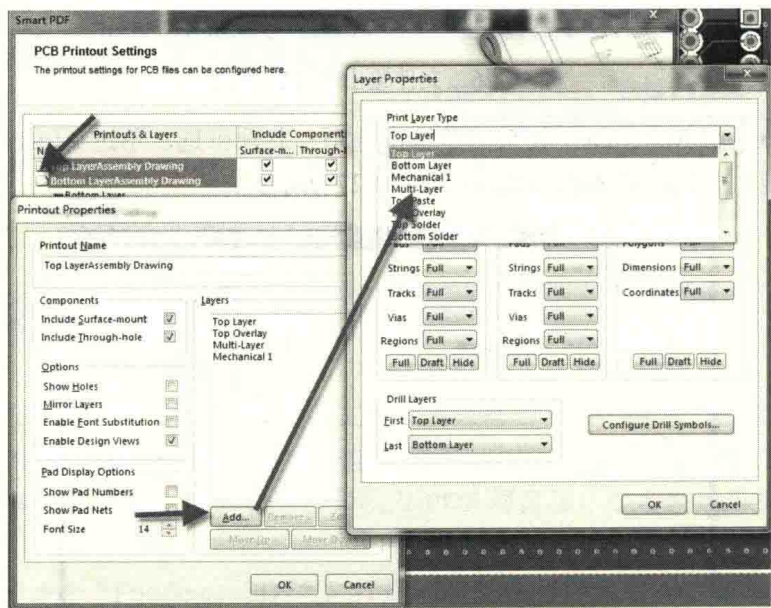 Smart PDF
PCB Printout Settings
The printout settings for PCB files can be configured here.
Printouts & Layers
Include Component
Surface-m... Through-
Top LayerAssembly Drawing
Bottom LayerAssembly Drawing
Bottom Layer
Printout Properties
Printout Name
Top LayerAssembly Drawing
Components
Include Surface-mount
Include Through-hole
Options
Show Holes
Mirror Layers
Enable Font Substitution
Enable Design Views
Pad Display Options
Show Pad Numbers
Show Pad Nets
Font Size 14
Layers
Top Layer
Top Overlay
Multi-Layer
Mechanical 1
Add...
Remove...
Move Up
Move Down
OK Cancel
Layer Properties
Print Layer Type
Top Layer
Top Layer
Bottom Layer
Mechanical 1
Multi-Layer
Top Paste
Top Overlay
Top Solder
Bottom Solder
Strings Full Strings Full Dimensions Full
Tracks Full Tracks Full Coordinates Full
Vias Full Vias Full
Regions Full Regions Full
Full Draft Hide Full Draft Hide Full Draft Hide
Drill Layers
First Top Layer
Last Bottom Layer
Configure Drill Symbols...
OK Cancel